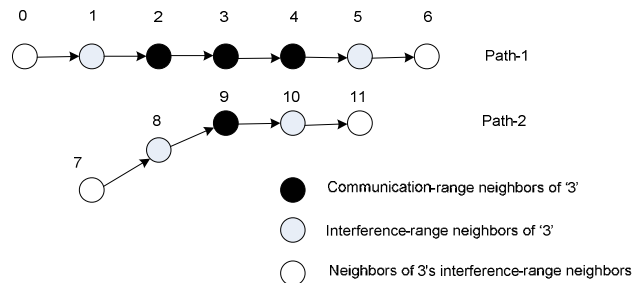 0 1 2 3 4 5 6
Path-1
9 10 11
8
Path-2
7
Communication-range neighbors of '3'
Interference-range neighbors of '3'
Neighbors of 3's interference-range neighbors